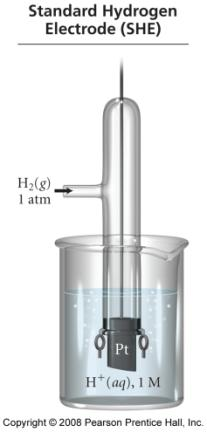 Standard Hydrogen
Electrode (SHE)
H₂(g)
1 atm
Pt
H⁺(aq), 1 M
Copyright © 2008 Pearson Prentice Hall, Inc.